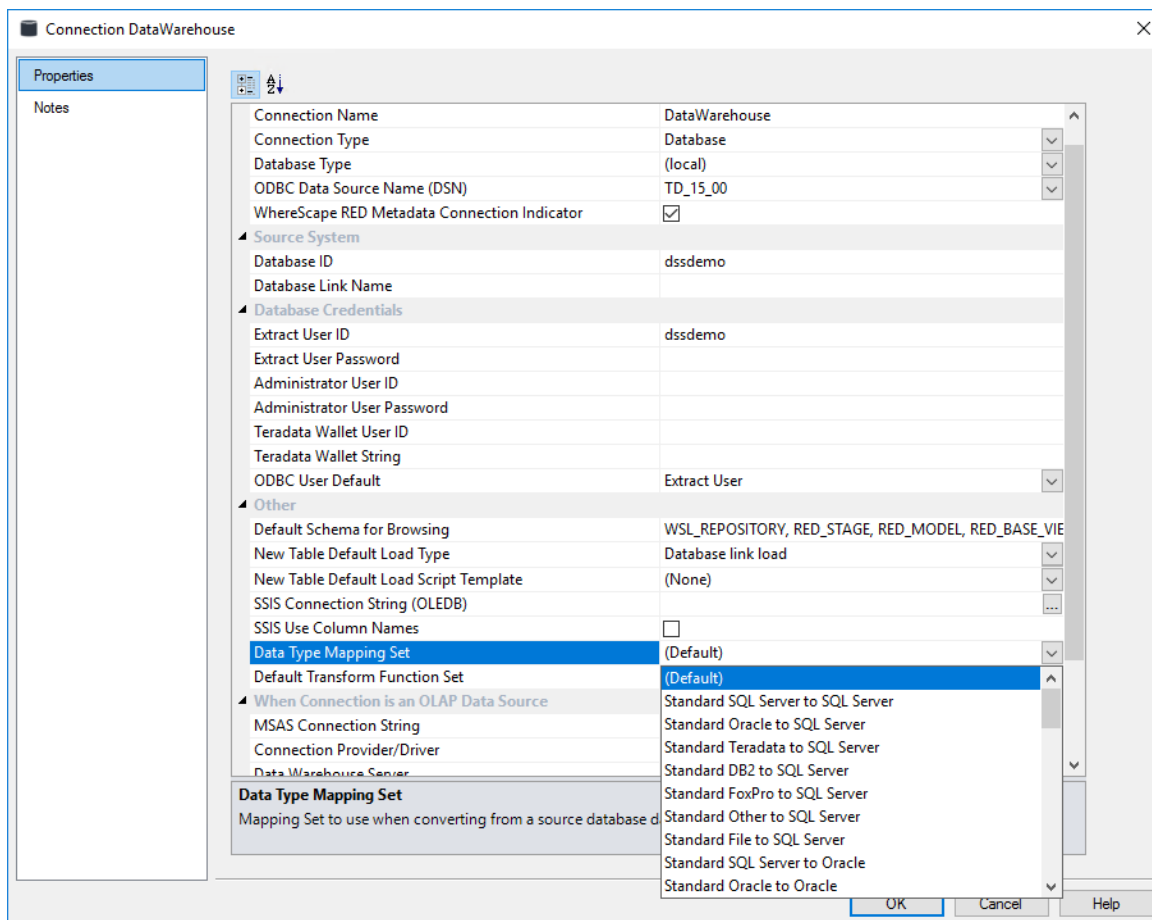 Connection DataWarehouse
Properties
Notes
Connection Name DataWarehouse
Connection Type Database
Database Type (local)
ODBC Data Source Name (DSN) TD_15_00
WhereScape RED Metadata Connection Indicator
Source System
Database ID dssdemo
Database Link Name
Database Credentials
Extract User ID dssdemo
Extract User Password
Administrator User ID
Administrator User Password
Teradata Wallet User ID
Teradata Wallet String
ODBC User Default Extract User
Other
Default Schema for Browsing WSL_REPOSITORY, RED_STAGE, RED_MODEL, RED_BASE_VIE
New Table Default Load Type Database link load
New Table Default Load Script Template (None)
SSIS Connection String (OLEDB) ...
SSIS Use Column Names
Data Type Mapping Set (Default)
Default Transform Function Set (Default)
When Connection is an OLAP Data Source Standard SQL Server to SQL Server
MSAS Connection String Standard Oracle to SQL Server
Connection Provider/Driver Standard Teradata to SQL Server
Data Warehouse Server Standard DB2 to SQL Server
Data Type Mapping Set Standard FoxPro to SQL Server
Mapping Set to use when converting from a source database d Standard Other to SQL Server
Standard File to SQL Server
Standard SQL Server to Oracle
Standard Oracle to Oracle
OK Cancel Help